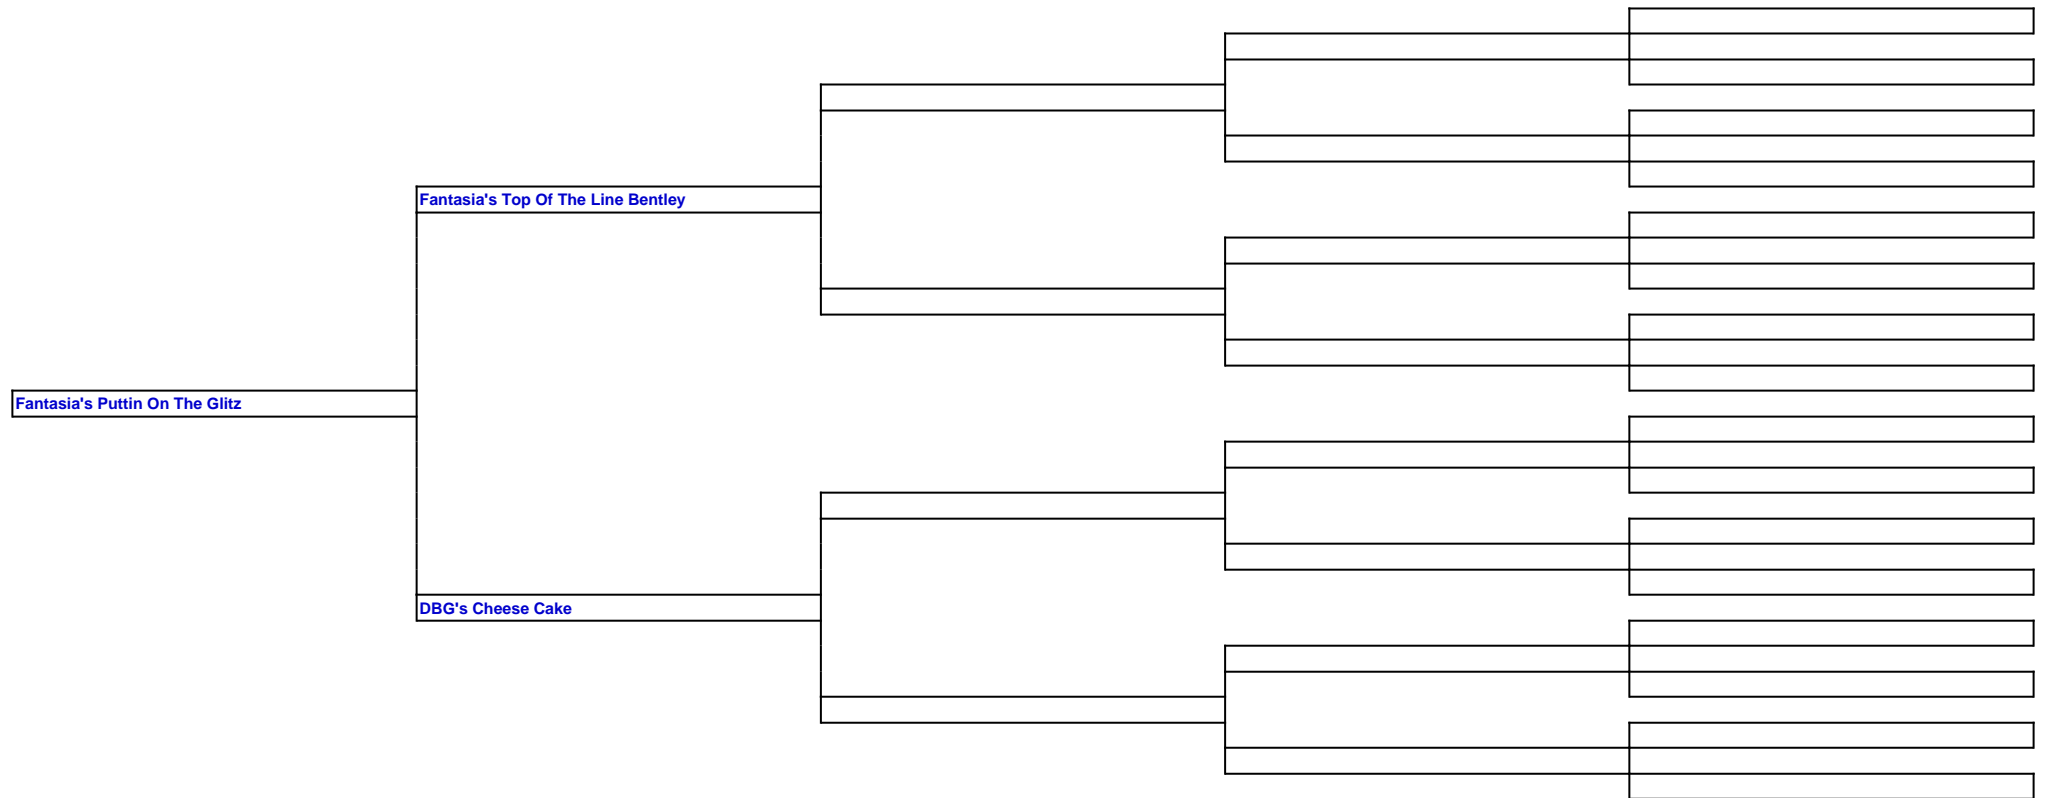 Fantasia's Top Of The Line Bentley
Fantasia's Puttin On The Glitz
DBG's Cheese Cake